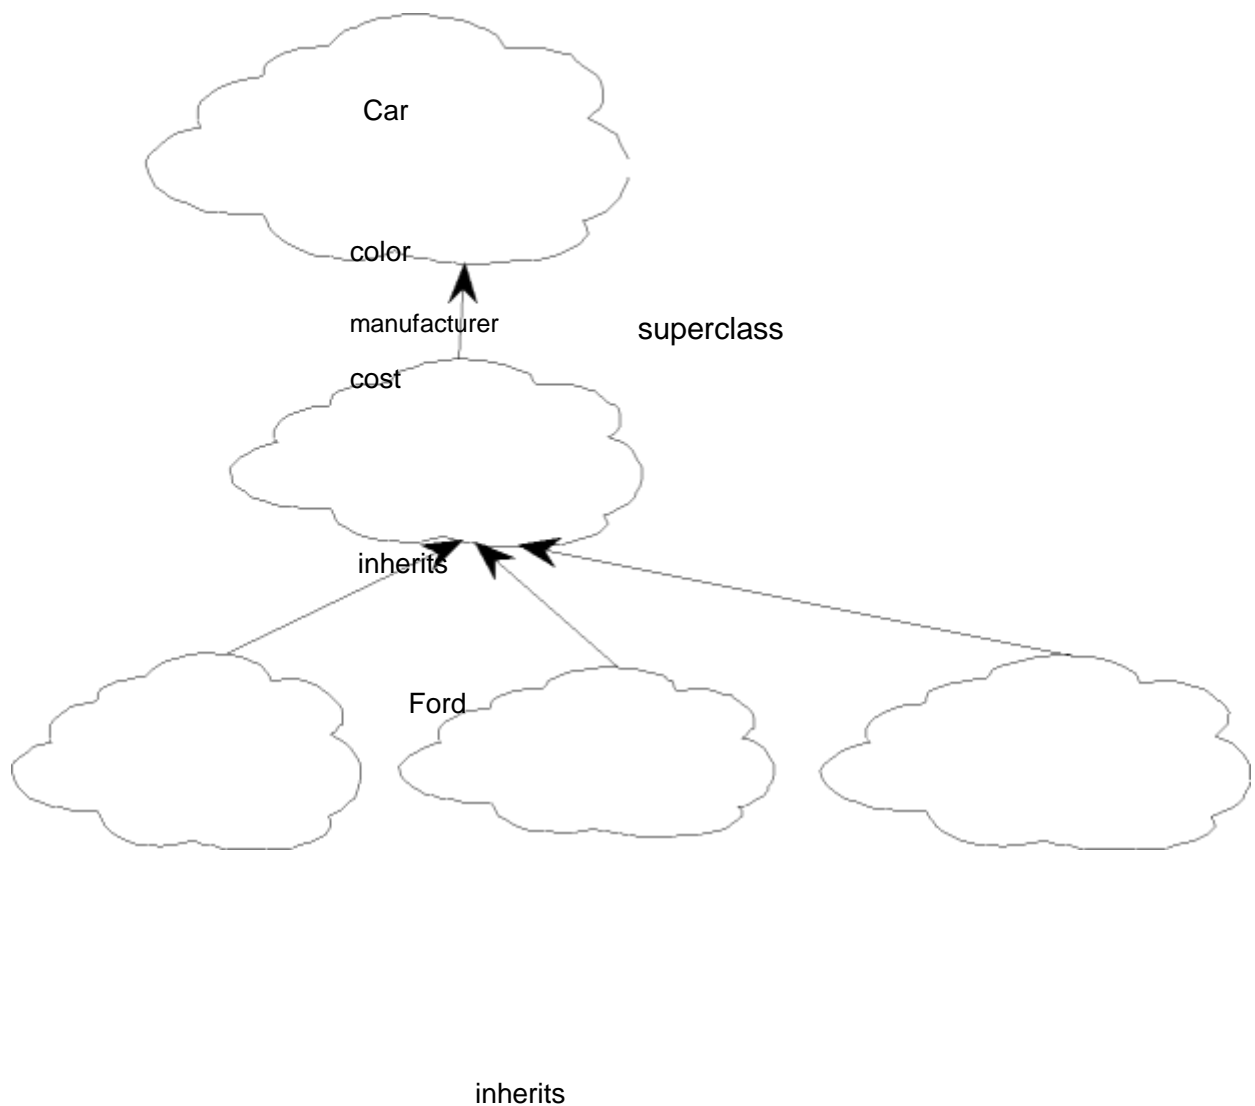 Car
color
manufacturer
superclass
cost
inherits
Ford
inherits